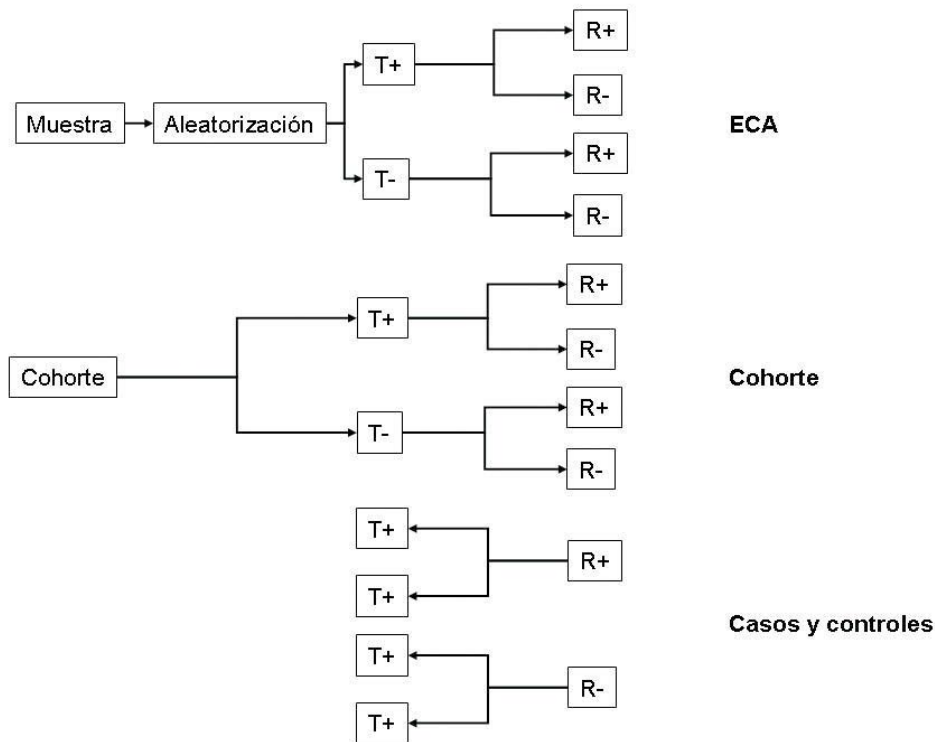 R+
T+
R-
Muestra
Aleatorización
ECA
R+
T-
R-
R+
T+
R-
Cohorte
Cohorte
R+
T-
R-
T+
R+
T+
Casos y controles
T+
R-
T+